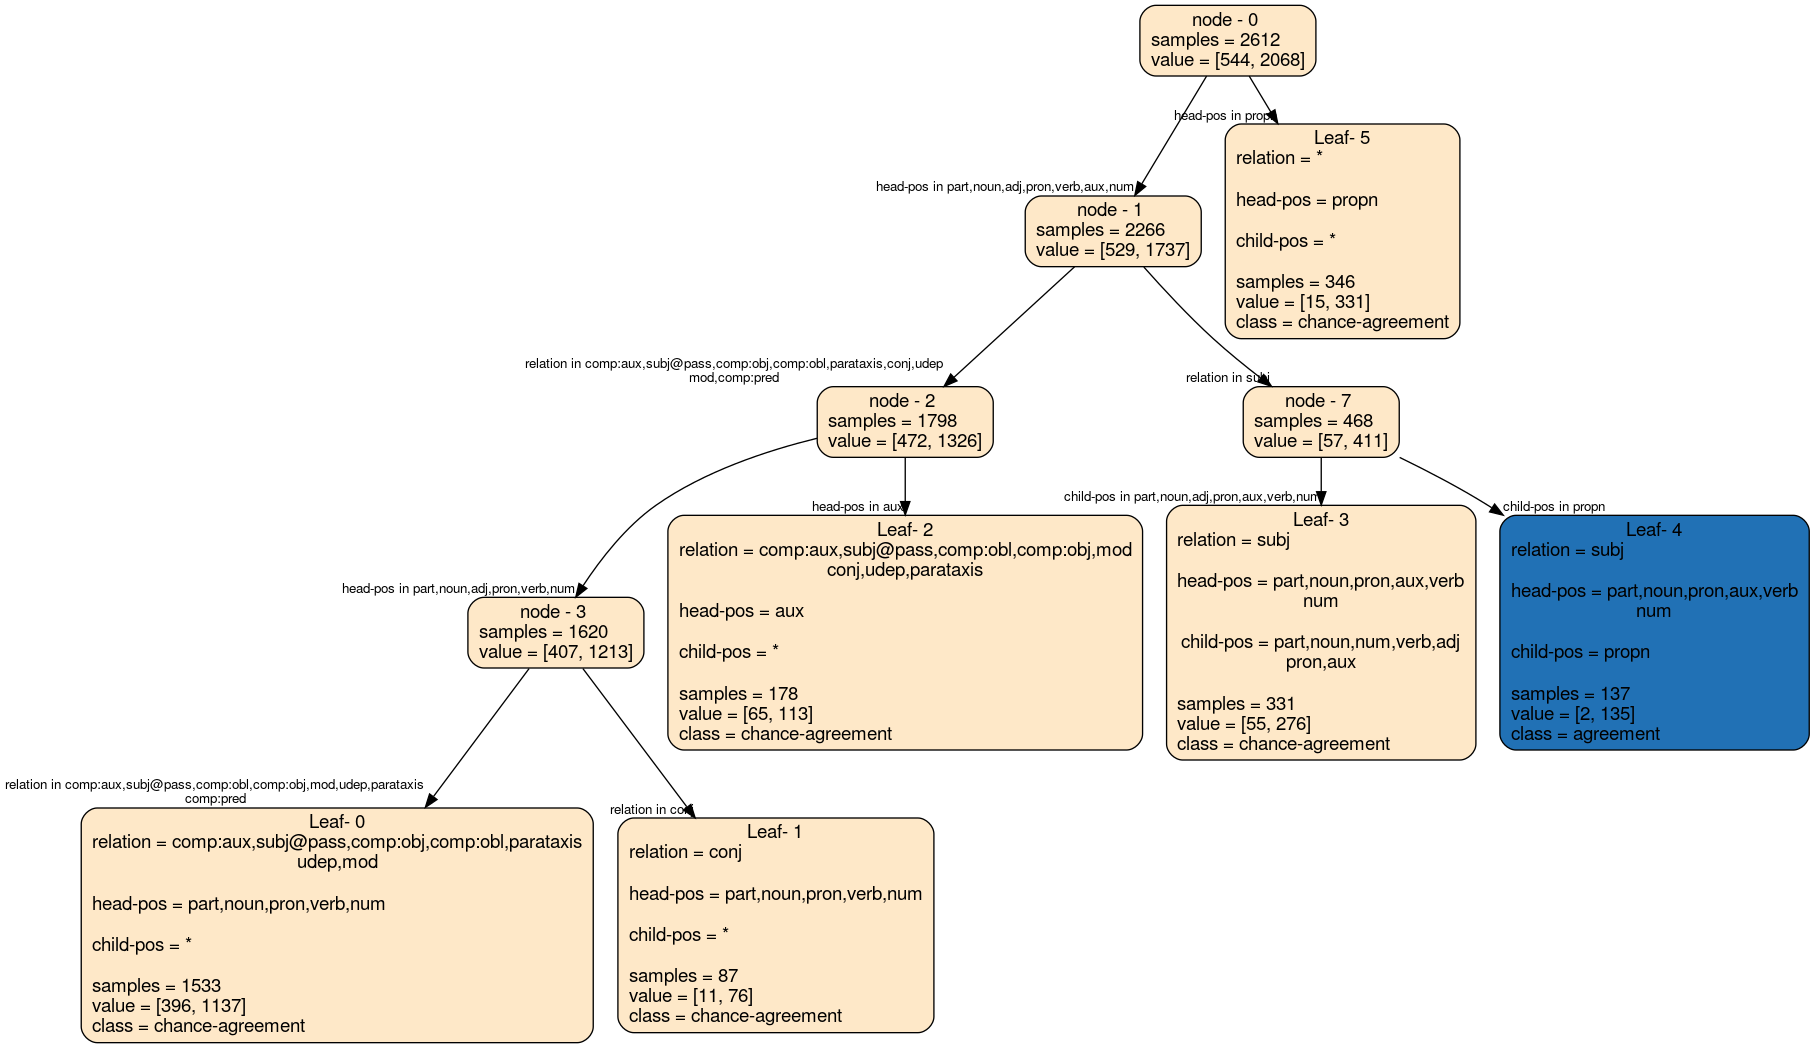 node - 0
samples = 2612
value = [544, 2068]
head-pos in propn
Leaf- 5
relation = *
head-pos = propn
child-pos = *
samples = 346
value = [15, 331]
class = chance-agreement
head-pos in part,noun,adj,pron,verb,aux,num
node - 1
samples = 2266
value = [529, 1737]
relation in comp:aux,subj@pass,comp:obj,comp:obl,parataxis,conj,udep
mod,comp:pred
node - 2
samples = 1798
value = [472, 1326]
relation in subj
node - 7
samples = 468
value = [57, 411]
head-pos in aux
Leaf- 2
relation = comp:aux,subj@pass,comp:obl,comp:obj,mod
conj,udep,parataxis
head-pos = aux
child-pos = *
samples = 178
value = [65, 113]
class = chance-agreement
child-pos in part,noun,adj,pron,aux,verb,num
Leaf- 3
relation = subj
head-pos = part,noun,pron,aux,verb
num
child-pos = part,noun,num,verb,adj
pron,aux
samples = 331
value = [55, 276]
class = chance-agreement
child-pos in propn
Leaf- 4
relation = subj
head-pos = part,noun,pron,aux,verb
num
child-pos = propn
samples = 137
value = [2, 135]
class = agreement
head-pos in part,noun,adj,pron,verb,num
node - 3
samples = 1620
value = [407, 1213]
relation in comp:aux,subj@pass,comp:obl,comp:obj,mod,udep,parataxis
comp:pred
Leaf- 0
relation = comp:aux,subj@pass,comp:obj,comp:obl,parataxis
udep,mod
head-pos = part,noun,pron,verb,num
child-pos = *
samples = 1533
value = [396, 1137]
class = chance-agreement
relation in conj
Leaf- 1
relation = conj
head-pos = part,noun,pron,verb,num
child-pos = *
samples = 87
value = [11, 76]
class = chance-agreement